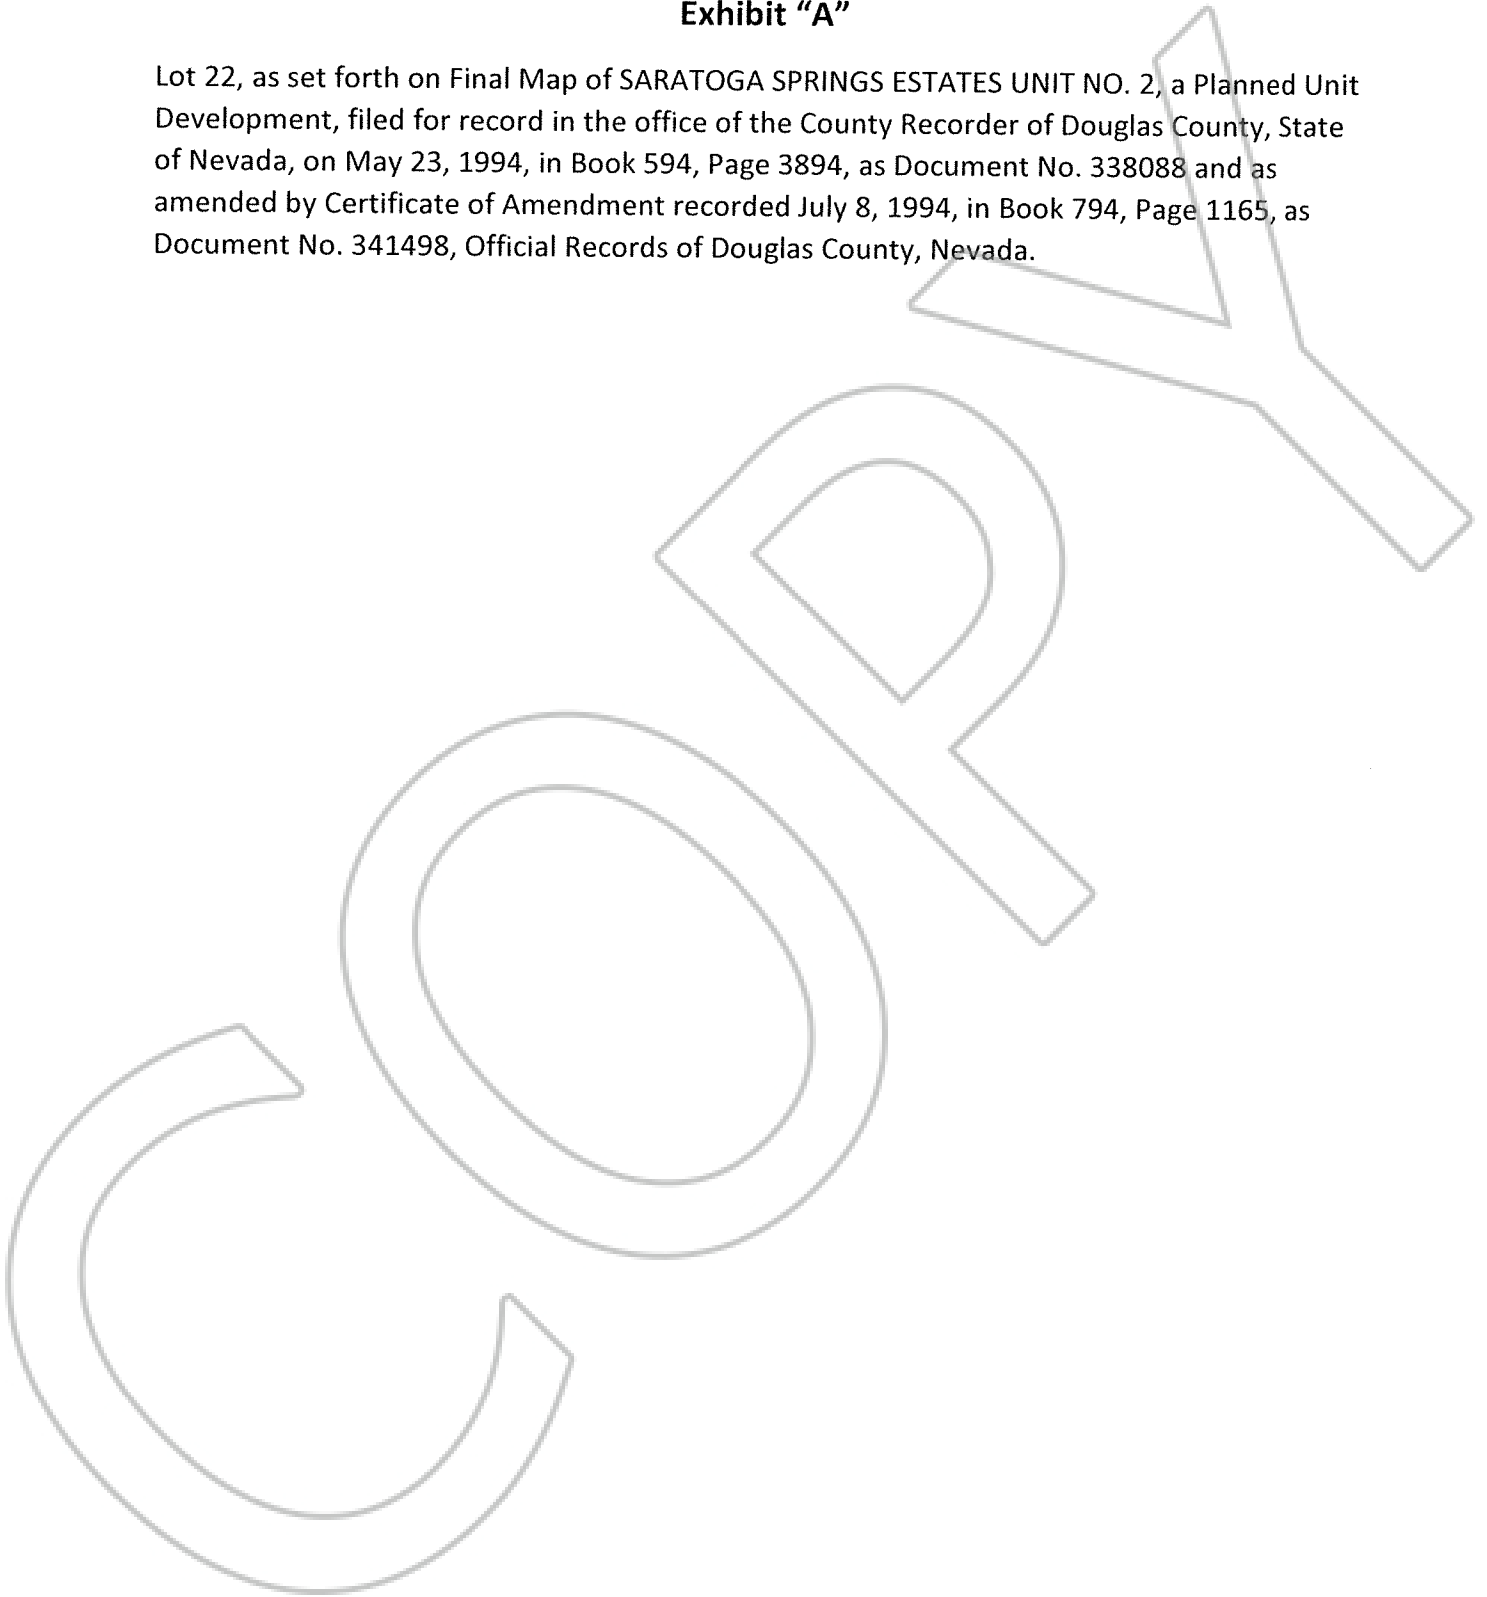 Exhibit “A”
Lot 22, as set forth on Final Map of SARATOGA SPRINGS ESTATES UNIT NO. 2, a Planned Unit
Development, filed for record in the office of the County Recorder of Douglas County, State
of Nevada, on May 23, 1994, in Book 594, Page 3894, as Document No. 338088 and as
amended by Certificate of Amendment recorded July 8, 1994, in Book 794, Page 1165, as
Document No. 341498, Official Records of Douglas County, Nevada.
COPY